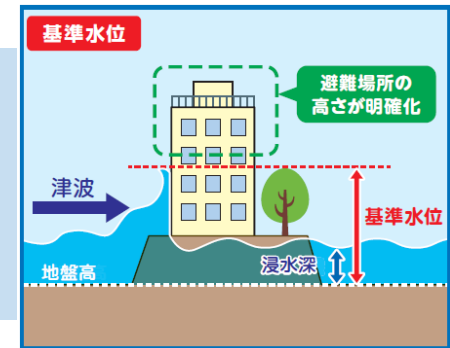 基準水位
避難場所の
高さが明確化
津波
基準水位
浸水深
地盤高